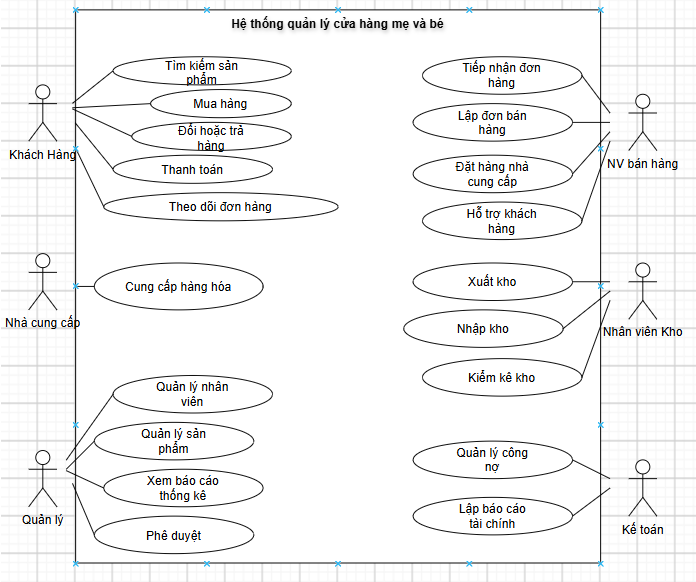 Hệ thống quản lý cửa hàng mẹ và bé
Tìm kiếm sản
phẩm
Mua hàng
Đổi hoặc trả
hàng
Thanh toán
Theo dõi đơn hàng
Khách Hàng
Cung cấp hàng hóa
Nhà cung cấp
Quản lý nhân
viên
Quản lý sản
phẩm
Xem báo cáo
thống kê
Phê duyệt
Quản lý
Tiếp nhận đơn
hàng
Lập đơn bán
hàng
Đặt hàng nhà
cung cấp
Hỗ trợ khách
hàng
NV bán hàng
Xuất kho
Nhập kho
Kiểm kê kho
Nhân viên Kho
Quản lý công
nợ
Lập báo cáo
tài chính
Kế toán